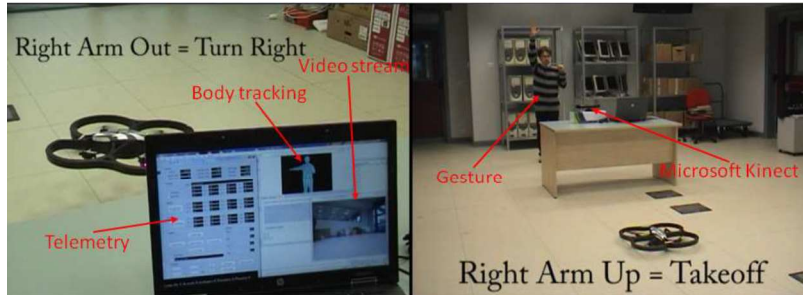 Right Arm Out = Turn Right
Video stream
Body tracking
Telemetry
Gesture
Microsoft Kinect
Right Arm Up = Takeoff